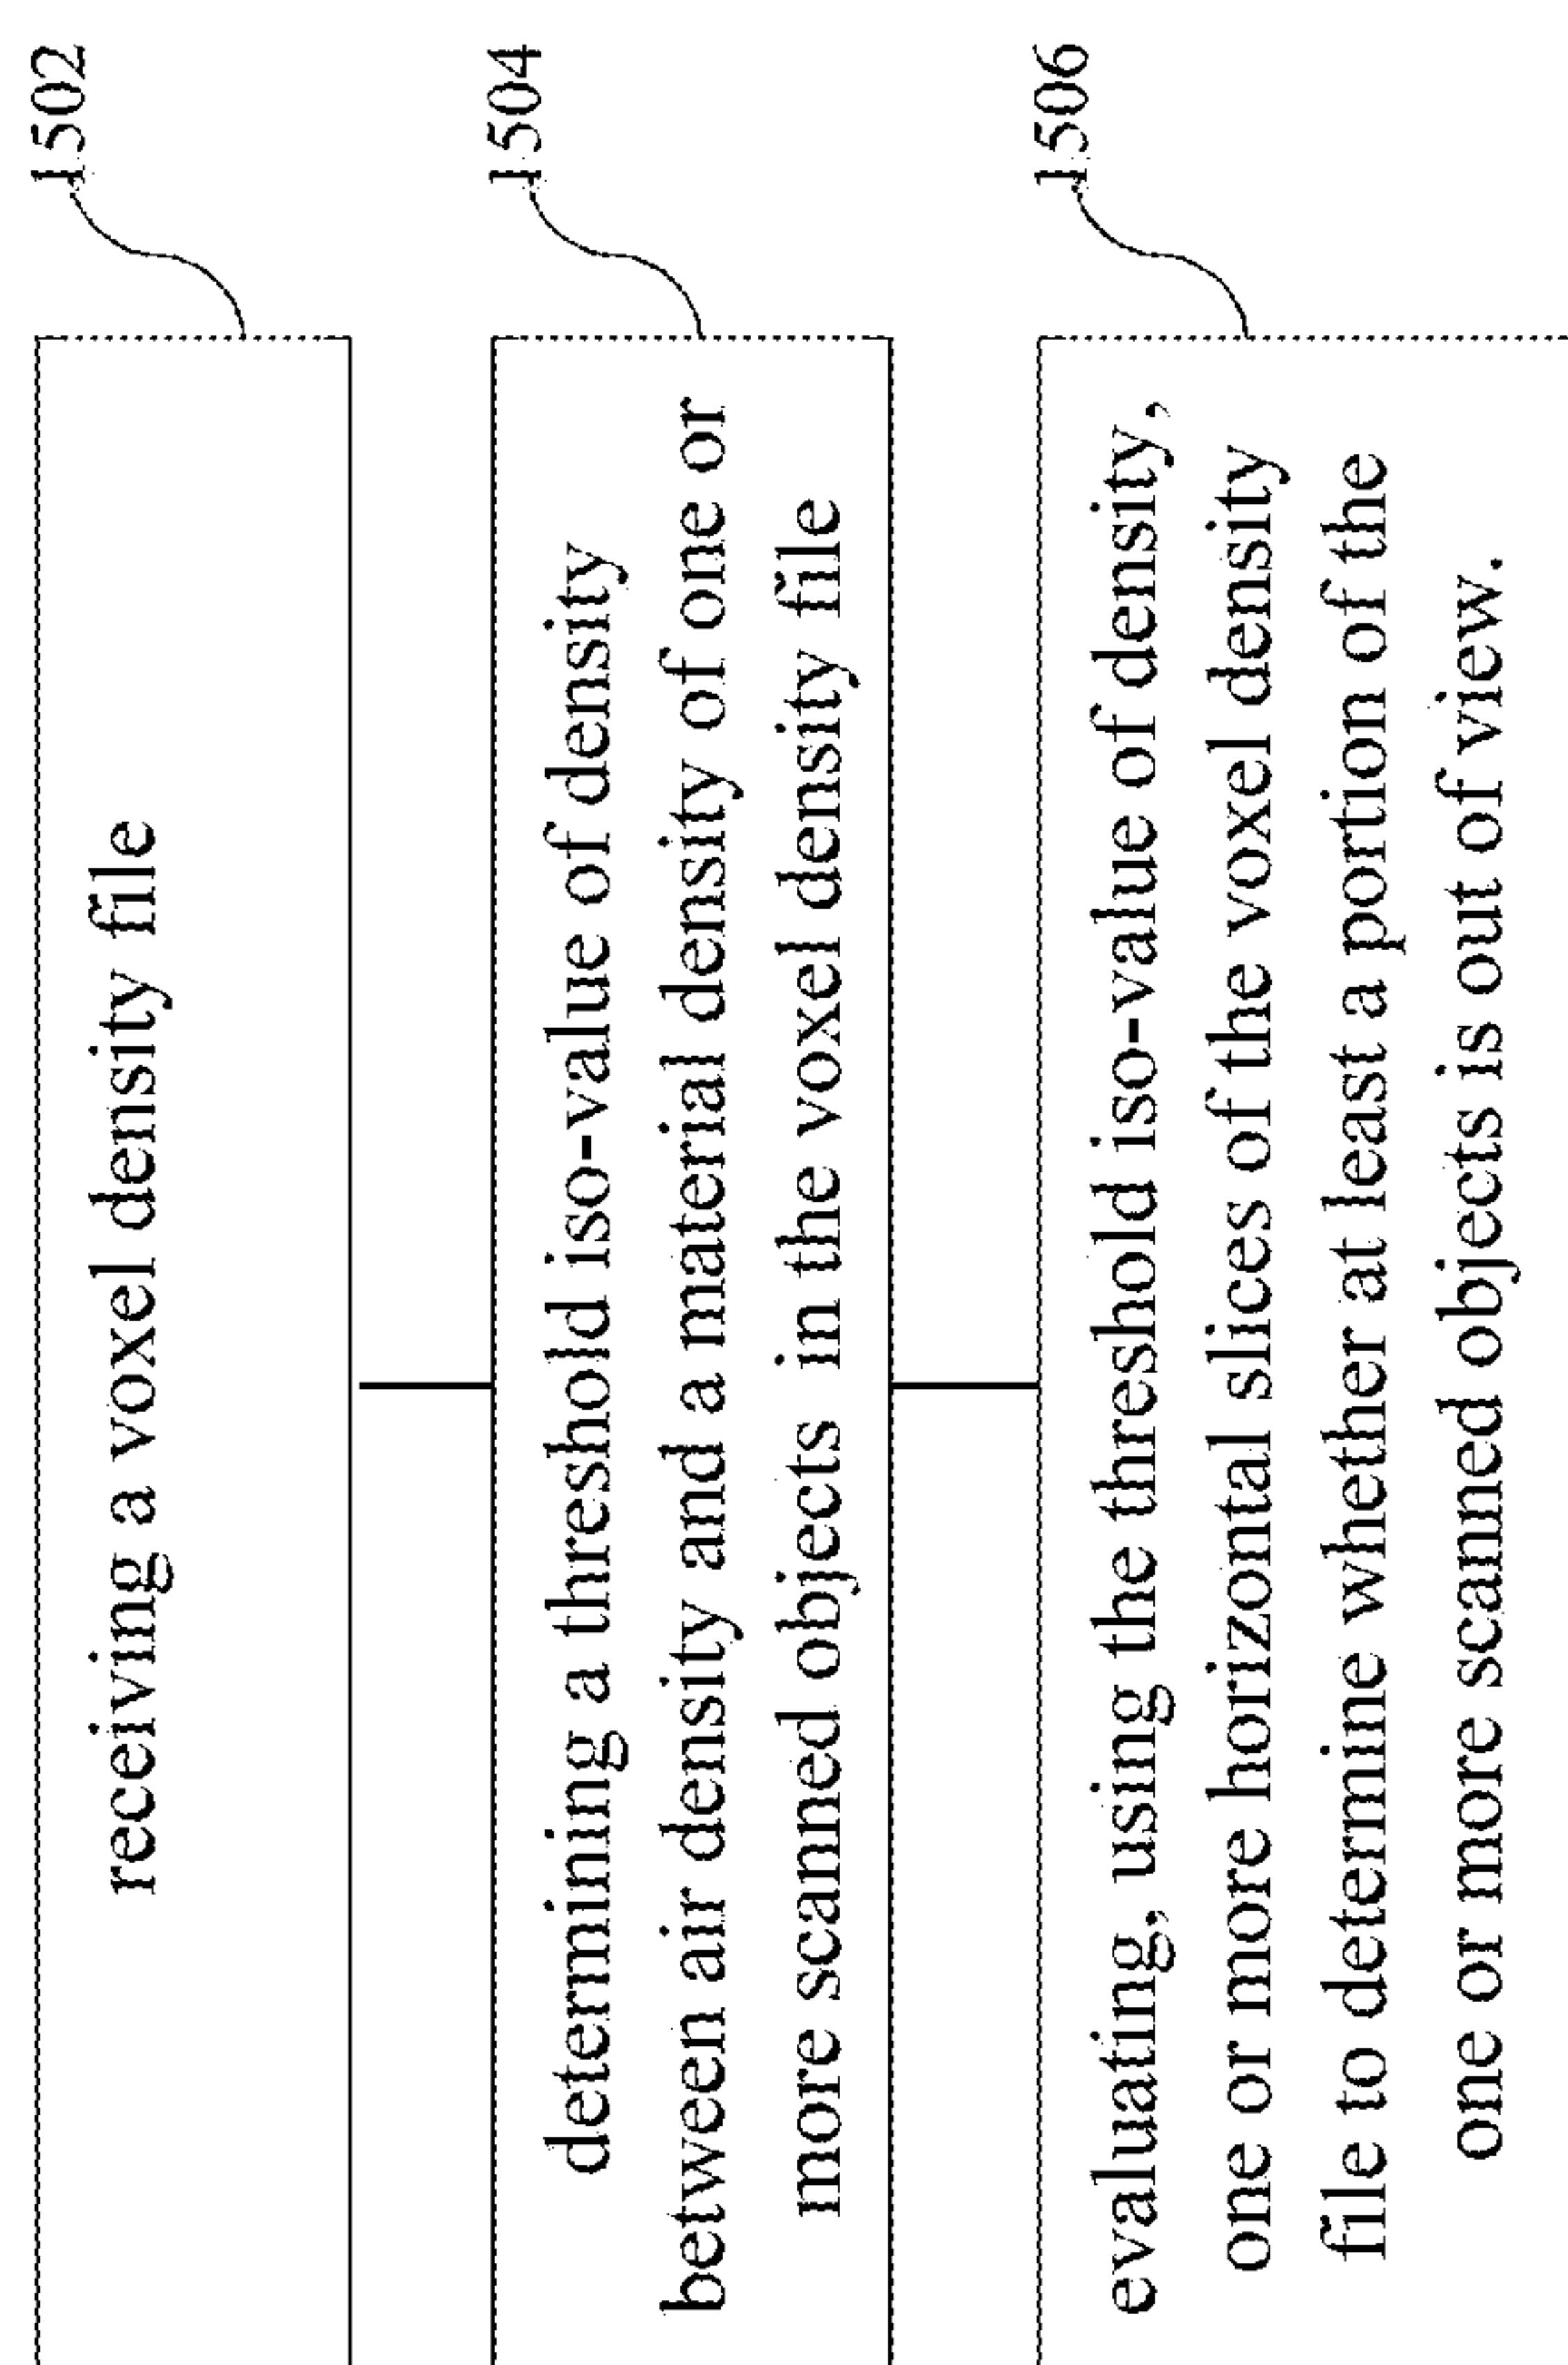 receiving a voxel density file
1502
determining a threshold iso-value of density
between air density and a material density of one or
more scanned objects in the voxel density file
1504
evaluating, using the threshold iso-value of density,
one or more horizontal slices of the voxel density
file to determine whether at least a portion of the
one or more scanned objects is out of view.
1506